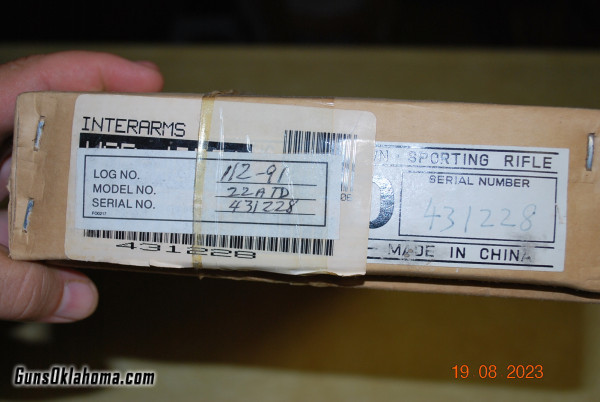 INTERARMS
LOG NO. 112-91
MODEL NO. 22ATD
SERIAL NO. 431228
F00217
431228
SPORTING RIFLE
SERIAL NUMBER
431228
MADE IN CHINA
GunsOklahoma.com
19 08 2023